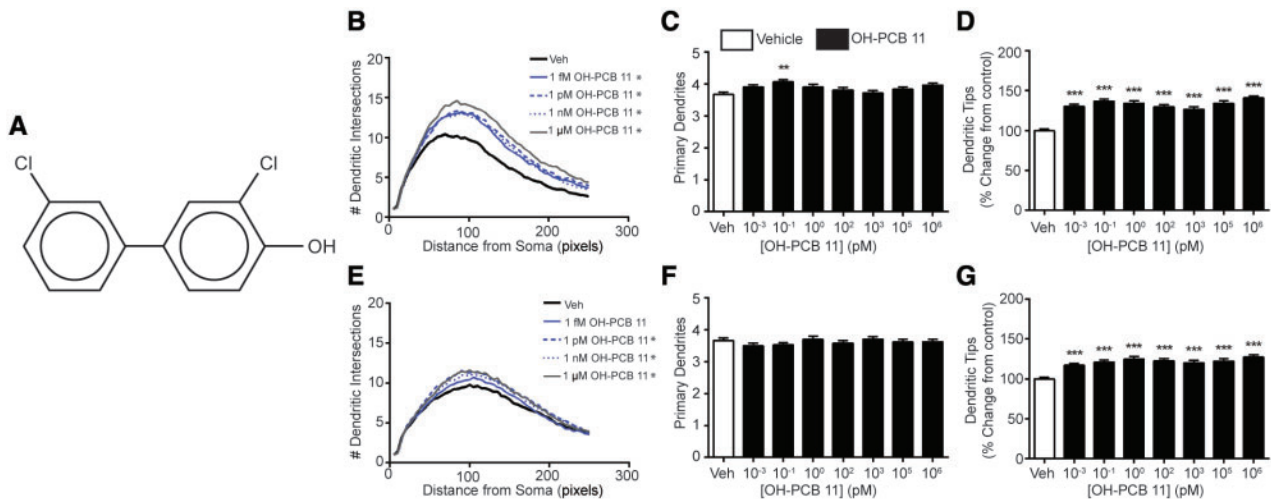 A
Cl
Cl
OH
B
# Dendritic Intersections
20
15
10
5
0
Veh
1 fM OH-PCB 11 *
1 pM OH-PCB 11 *
1 nM OH-PCB 11 *
1 µM OH-PCB 11 *
0 100 200 300
Distance from Soma (pixels)
C
Vehicle
OH-PCB 11
Primary Dendrites
5
4
3
2
1
0
**
Veh 10⁻³ 10⁻¹ 10⁰ 10² 10³ 10⁵ 10⁶
[OH-PCB 11] (pM)
D
Dendritic Tips
(% Change from control)
200
150
100
50
0
*** *** *** *** *** *** ***
Veh 10⁻³ 10⁻¹ 10⁰ 10² 10³ 10⁵ 10⁶
[OH-PCB 11] (pM)
E
# Dendritic Intersections
20
15
10
5
0
Veh
1 fM OH-PCB 11
1 pM OH-PCB 11 *
1 nM OH-PCB 11 *
1 µM OH-PCB 11 *
0 100 200 300
Distance from Soma (pixels)
F
Primary Dendrites
5
4
3
2
1
0
Veh 10⁻³ 10⁻¹ 10⁰ 10² 10³ 10⁵ 10⁶
[OH-PCB 11] (pM)
G
Dendritic Tips
(% Change from control)
200
150
100
50
0
*** *** *** *** *** *** ***
Veh 10⁻³ 10⁻¹ 10⁰ 10² 10³ 10⁵ 10⁶
[OH-PCB 11] (pM)